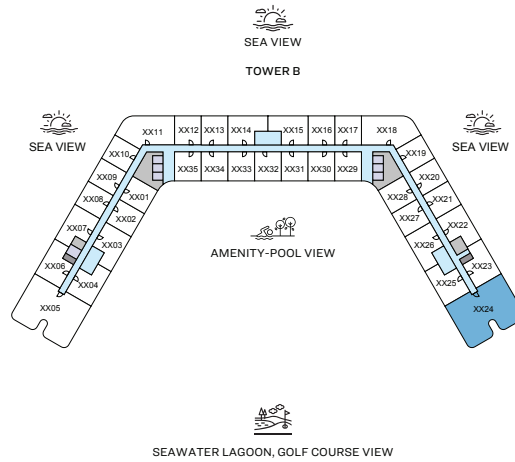 SEA VIEW
TOWER B
SEA VIEW
SEA VIEW
XX11
XX12
XX13
XX14
XX15
XX16
XX17
XX18
XX10
XX35
XX34
XX33
XX32
XX31
XX30
XX29
XX19
XX09
XX01
XX28
XX20
XX08
XX02
XX27
XX21
XX07
XX03
XX26
XX22
XX06
XX04
XX25
XX23
XX05
XX24
AMENITY-POOL VIEW
SEAWATER LAGOON, GOLF COURSE VIEW